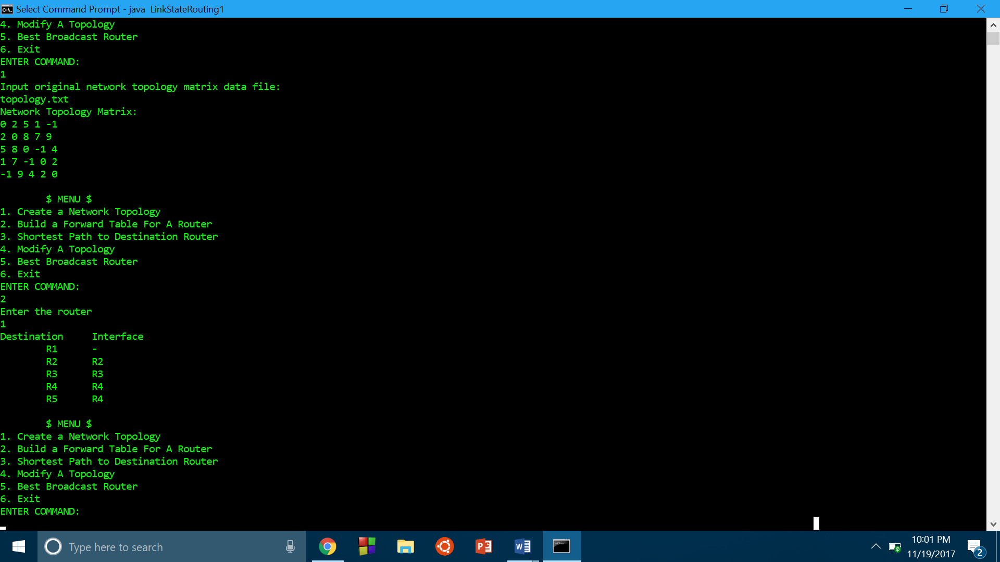 Select Command Prompt - java  LinkStateRouting1
4. Modify A Topology
5. Best Broadcast Router
6. Exit
ENTER COMMAND:
1
Input original network topology matrix data file:
topology.txt
Network Topology Matrix:
0 2 5 1 -1
2 0 8 7 9
5 8 0 -1 4
1 7 -1 0 2
-1 9 4 2 0
$ MENU $
1. Create a Network Topology
2. Build a Forward Table For A Router
3. Shortest Path to Destination Router
4. Modify A Topology
5. Best Broadcast Router
6. Exit
ENTER COMMAND:
2
Enter the router
1
Destination     Interface
R1      -
R2      R2
R3      R3
R4      R4
R5      R4
$ MENU $
1. Create a Network Topology
2. Build a Forward Table For A Router
3. Shortest Path to Destination Router
4. Modify A Topology
5. Best Broadcast Router
6. Exit
ENTER COMMAND:
Type here to search
10:01 PM
11/19/2017
2